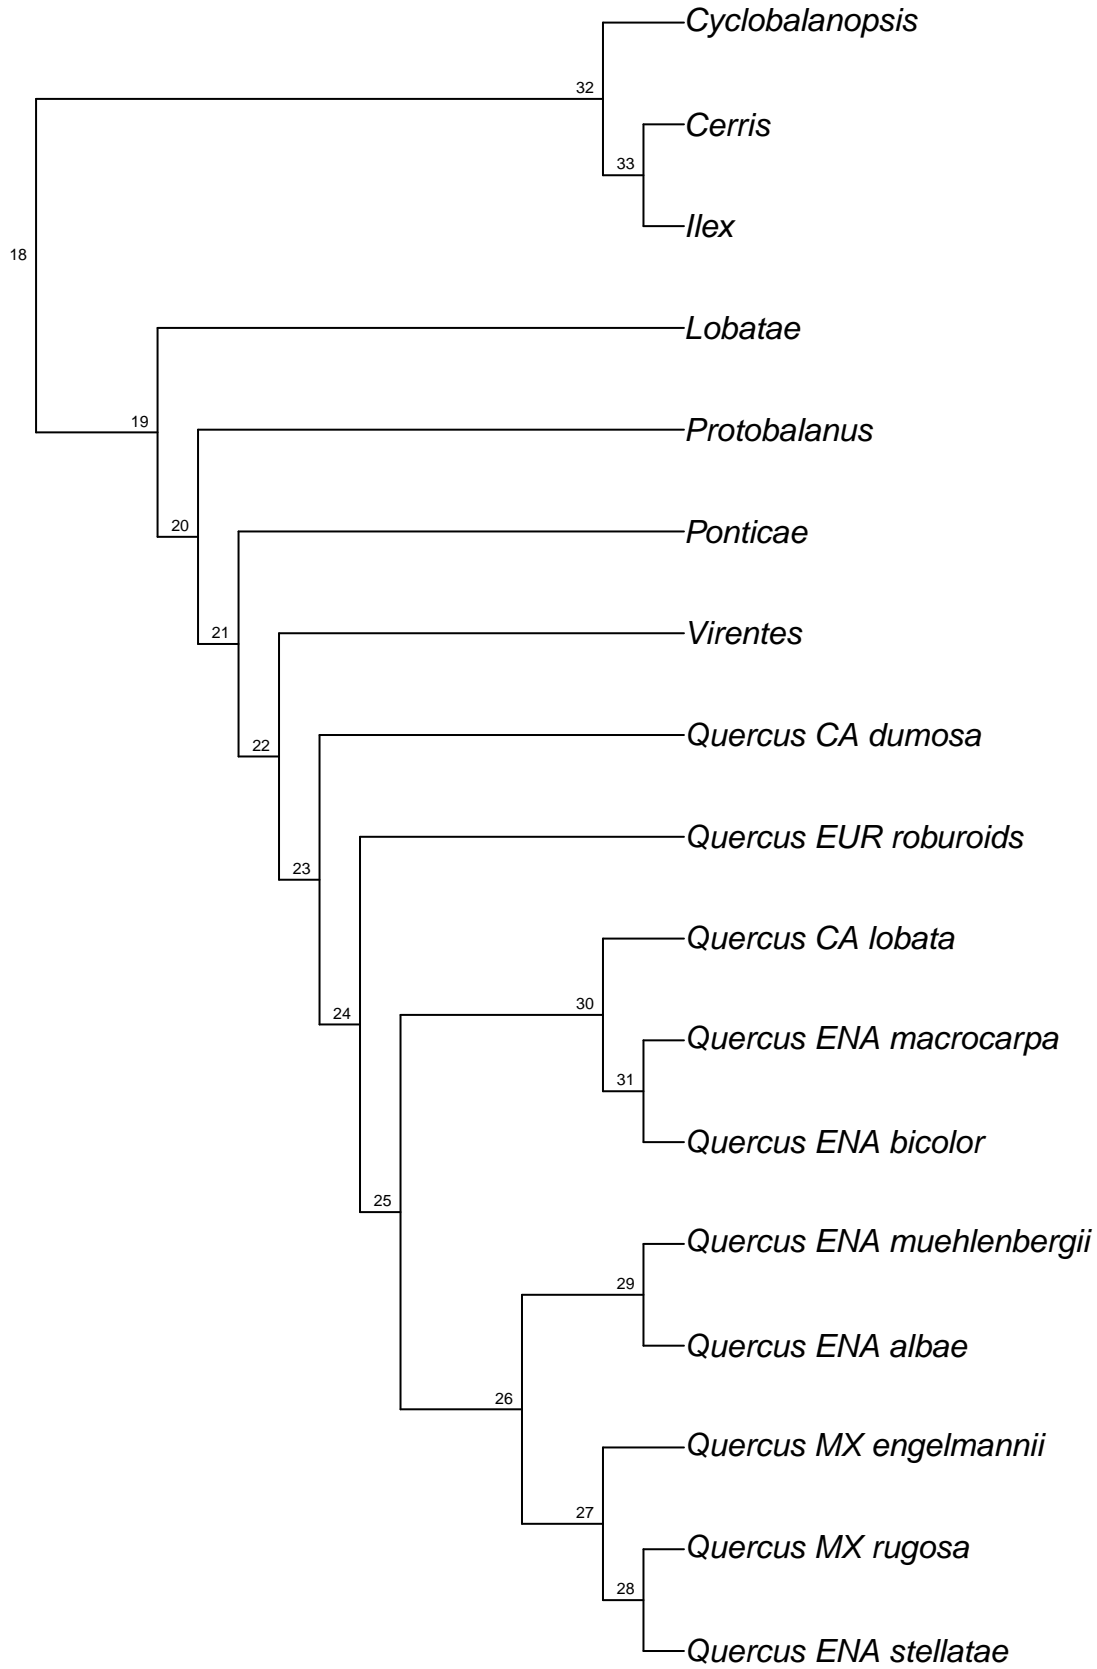 Cyclobalanopsis
32
Cerris
33
Ilex
18
Lobatae
19
Protobalanus
20
Ponticae
21
Virentes
22
Quercus CA dumosa
23
Quercus EUR roburoids
24
Quercus CA lobata
30
Quercus ENA macrocarpa
31
Quercus ENA bicolor
25
Quercus ENA muehlenbergii
29
Quercus ENA albae
26
Quercus MX engelmannii
27
Quercus MX rugosa
28
Quercus ENA stellatae